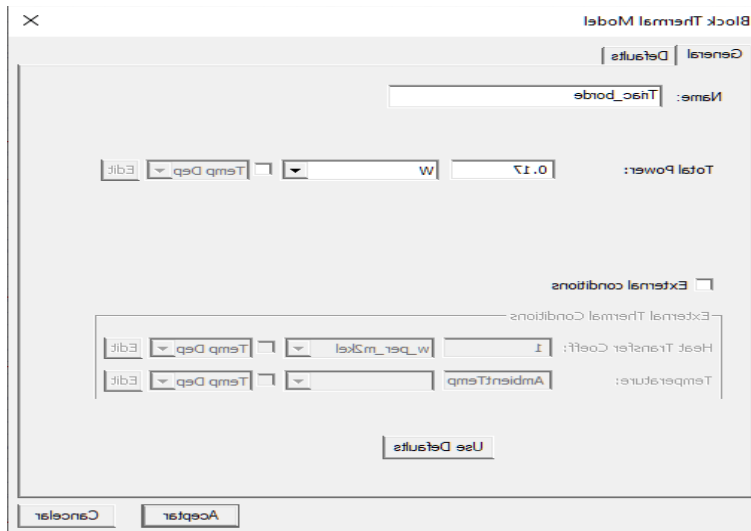 Block Thermal Model
General Defaults
Name: Triac_borde
Total Power: 0.17 W Temp Dep Edit
External conditions
External Thermal Conditions
Heat Transfer Coeff: 1 w_per_m2kel Temp Dep Edit
Temperature: AmbientTemp Temp Dep Edit
Use Defaults
Aceptar Cancelar